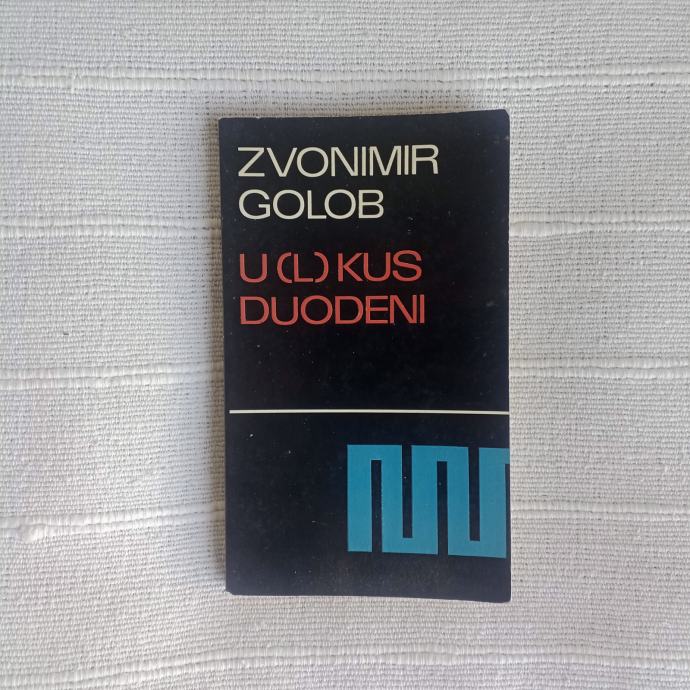 ZVONIMIR
GOLOB
U(L)KUS
DUODENI